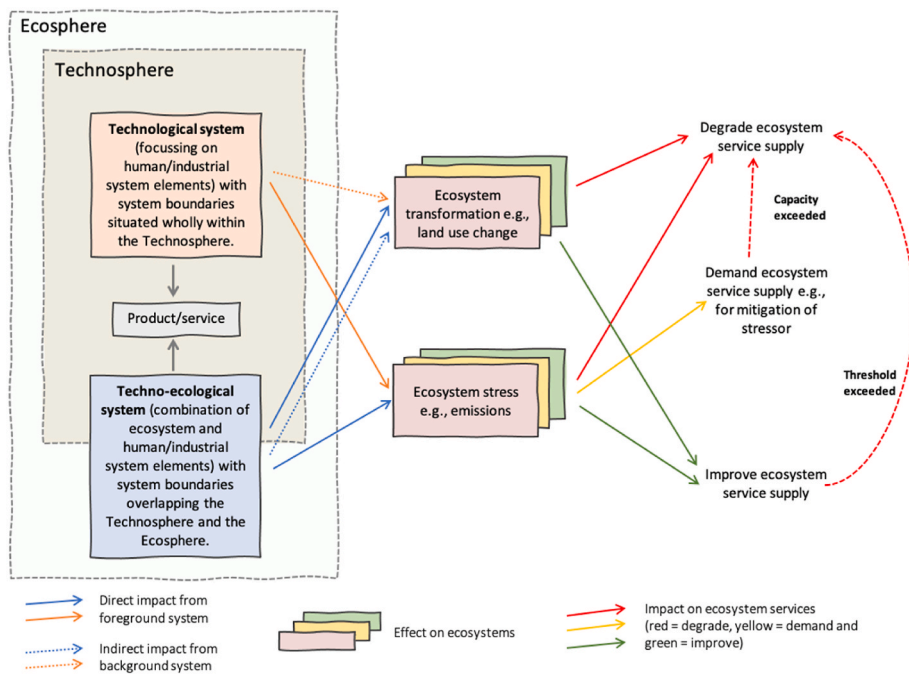 Ecosphere
Technosphere
Technological system
(focussing on
human/industrial
system elements) with
system boundaries
situated wholly within
the Technosphere.
Product/service
Techno-ecological
system (combination of
ecosystem and
human/industrial
system elements) with
system boundaries
overlapping the
Technosphere and the
Ecosphere.
Ecosystem
transformation e.g.,
land use change
Ecosystem stress
e.g., emissions
Degrade ecosystem
service supply
Capacity
exceeded
Demand ecosystem
service supply e.g.,
for mitigation of
stressor
Threshold
exceeded
Improve ecosystem
service supply
Direct impact from
foreground system
Indirect impact from
background system
Effect on ecosystems
Impact on ecosystem services
(red = degrade, yellow = demand and
green = improve)